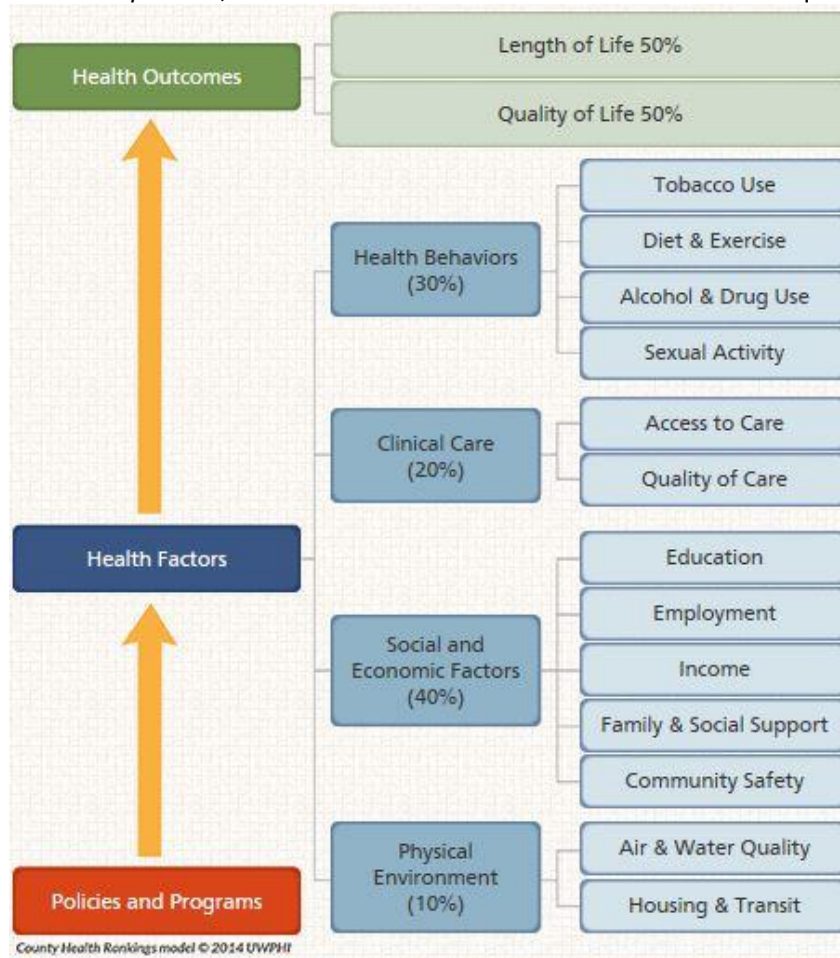 Length of Life 50%
Health Outcomes
Quality of Life 50%
Tobacco Use
Health Behaviors
(30%)
Diet & Exercise
Alcohol & Drug Use
Sexual Activity
Clinical Care
(20%)
Access to Care
Quality of Care
Health Factors
Education
Employment
Social and
Economic Factors
(40%)
Income
Family & Social Support
Community Safety
Physical
Environment
(10%)
Air & Water Quality
Housing & Transit
Policies and Programs
County Health Rankings model © 2014 UWPHI